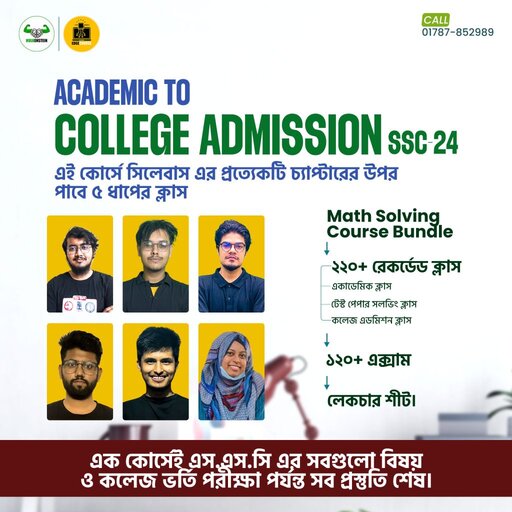 CALL
01787-852989
ACADEMIC TO
COLLEGE ADMISSION SSC-24
এই কোর্সে সিলেবাস এর প্রত্যেকটি চ্যাপ্টারের উপর
পাবে ৫ ধাপের ক্লাস
Math Solving
Course Bundle
২২০+ রেকর্ডেড ক্লাস
একাডেমিক ক্লাস
টেস্ট পেপার সলভিং ক্লাস
কলেজ এডমিশন ক্লাস
১২০+ এক্সাম
লেকচার শীট।
এক কোর্সেই এস.এস.সি এর সবগুলো বিষয়
ও কলেজ ভর্তি পরীক্ষা পর্যন্ত সব প্রস্তুতি শেষ।